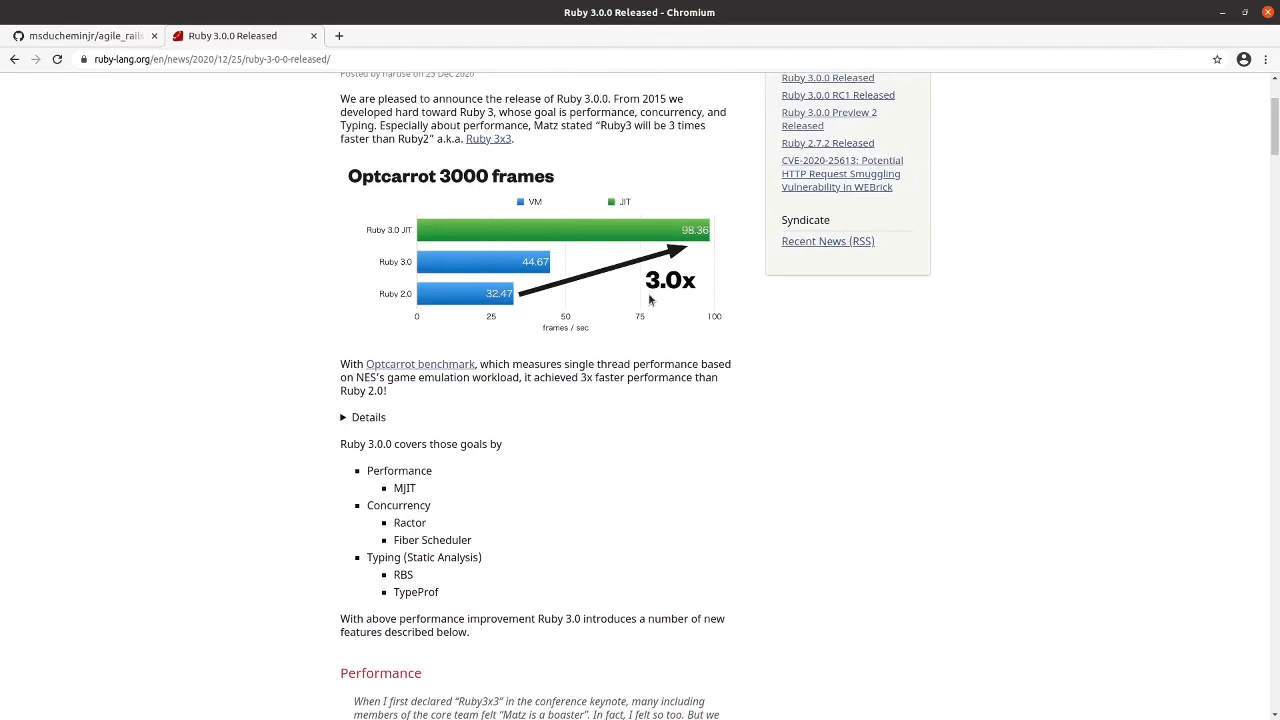 Ruby 3.0.0 Released - Chromium
msducheminjr/agile_rails
Ruby 3.0.0 Released
ruby-lang.org/en/news/2020/12/25/ruby-3-0-0-released/
Posted by naruse on 25 Dec 2020
We are pleased to announce the release of Ruby 3.0.0. From 2015 we
developed hard toward Ruby 3, whose goal is performance, concurrency, and
Typing. Especially about performance, Matz stated “Ruby3 will be 3 times
faster than Ruby2” a.k.a. Ruby 3x3.
Optcarrot 3000 frames
VM
JIT
Ruby 3.0 JIT
98.36
Ruby 3.0
44.67
3.0x
Ruby 2.0
32.47
0
25
50
75
100
frames / sec
With Optcarrot benchmark, which measures single thread performance based
on NES’s game emulation workload, it achieved 3x faster performance than
Ruby 2.0!
Details
Ruby 3.0.0 covers those goals by
Performance
MJIT
Concurrency
Ractor
Fiber Scheduler
Typing (Static Analysis)
RBS
TypeProf
With above performance improvement Ruby 3.0 introduces a number of new
features described below.
Performance
When I first declared “Ruby3x3” in the conference keynote, many including
members of the core team felt “Matz is a boaster”. In fact, I felt so too. But we
Ruby 3.0.0 Released
Ruby 3.0.0 RC1 Released
Ruby 3.0.0 Preview 2
Released
Ruby 2.7.2 Released
CVE-2020-25613: Potential
HTTP Request Smuggling
Vulnerability in WEBrick
Syndicate
Recent News (RSS)